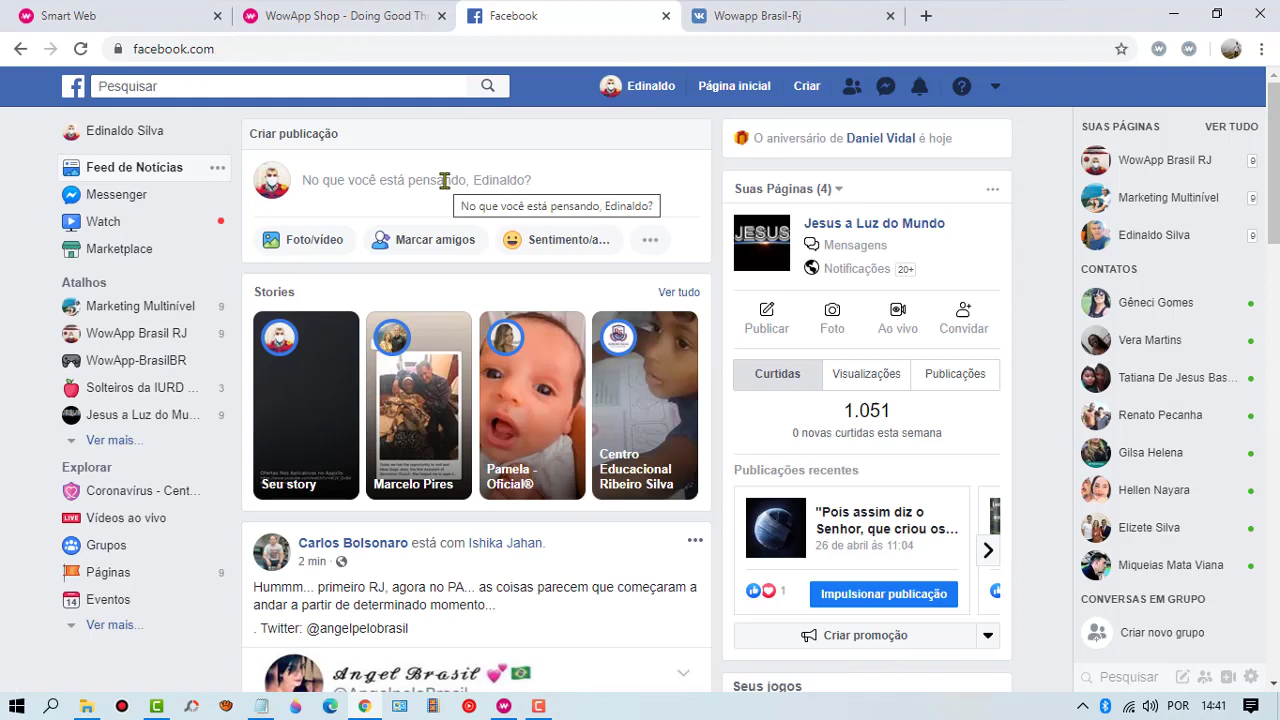 Smart Web
WowApp Shop - Doing Good Th
Facebook
Wowapp Brasil-Rj
facebook.com
Pesquisar
Edinaldo
Página inicial
Criar
Edinaldo Silva
Feed de Notícias
Messenger
Watch
Marketplace
Atalhos
Marketing Multinível 9
WowApp Brasil RJ 9
WowApp-BrasilBR
Solteiros da IURD ... 3
Jesus a Luz do Mu... 9
Ver mais...
Explorar
Coronavírus - Cent...
LIVE Vídeos ao vivo
Grupos
Páginas 9
14 Eventos
Ver mais...
Criar publicação
No que você está pensando, Edinaldo?
No que você está pensando, Edinaldo?
Foto/vídeo
Marcar amigos
Sentimento/a...
Stories
Ver tudo
Seu story
Marcelo Pires
Pamela -
Oficial®
Centro
Educacional
Ribeiro Silva
Carlos Bolsonaro está com Ishika Jahan.
2 min ·
Hummm... primeiro RJ, agora no PA... as coisas parecem que começaram a
andar a partir de determinado momento...
. Twitter: @angelpelobrasil
𝓐𝓷𝓰𝓮𝓵 𝓑𝓻𝓪𝓼𝓲𝓵 💕🇧🇷
@AngelpeloBrasil
O aniversário de Daniel Vidal é hoje
Suas Páginas (4)
JESUS
Jesus a Luz do Mundo
Mensagens
Notificações 20+
Publicar
Foto
Ao vivo
Convidar
Curtidas
Visualizações
Publicações
1.051
0 novas curtidas esta semana
Publicações recentes
"Pois assim diz o
Senhor, que criou os...
26 de abril às 11:04
1
Impulsionar publicação
Criar promoção
Seus jogos
SUAS PÁGINAS
VER TUDO
WowApp Brasil RJ 9
Marketing Multinível 9
Edinaldo Silva 9
CONTATOS
Gêneci Gomes
Vera Martins
Tatiana De Jesus Bas...
Renato Pecanha
Gilsa Helena
Hellen Nayara
Elizete Silva
Miqueias Mata Viana
CONVERSAS EM GRUPO
Criar novo grupo
Pesquisar
POR
14:41